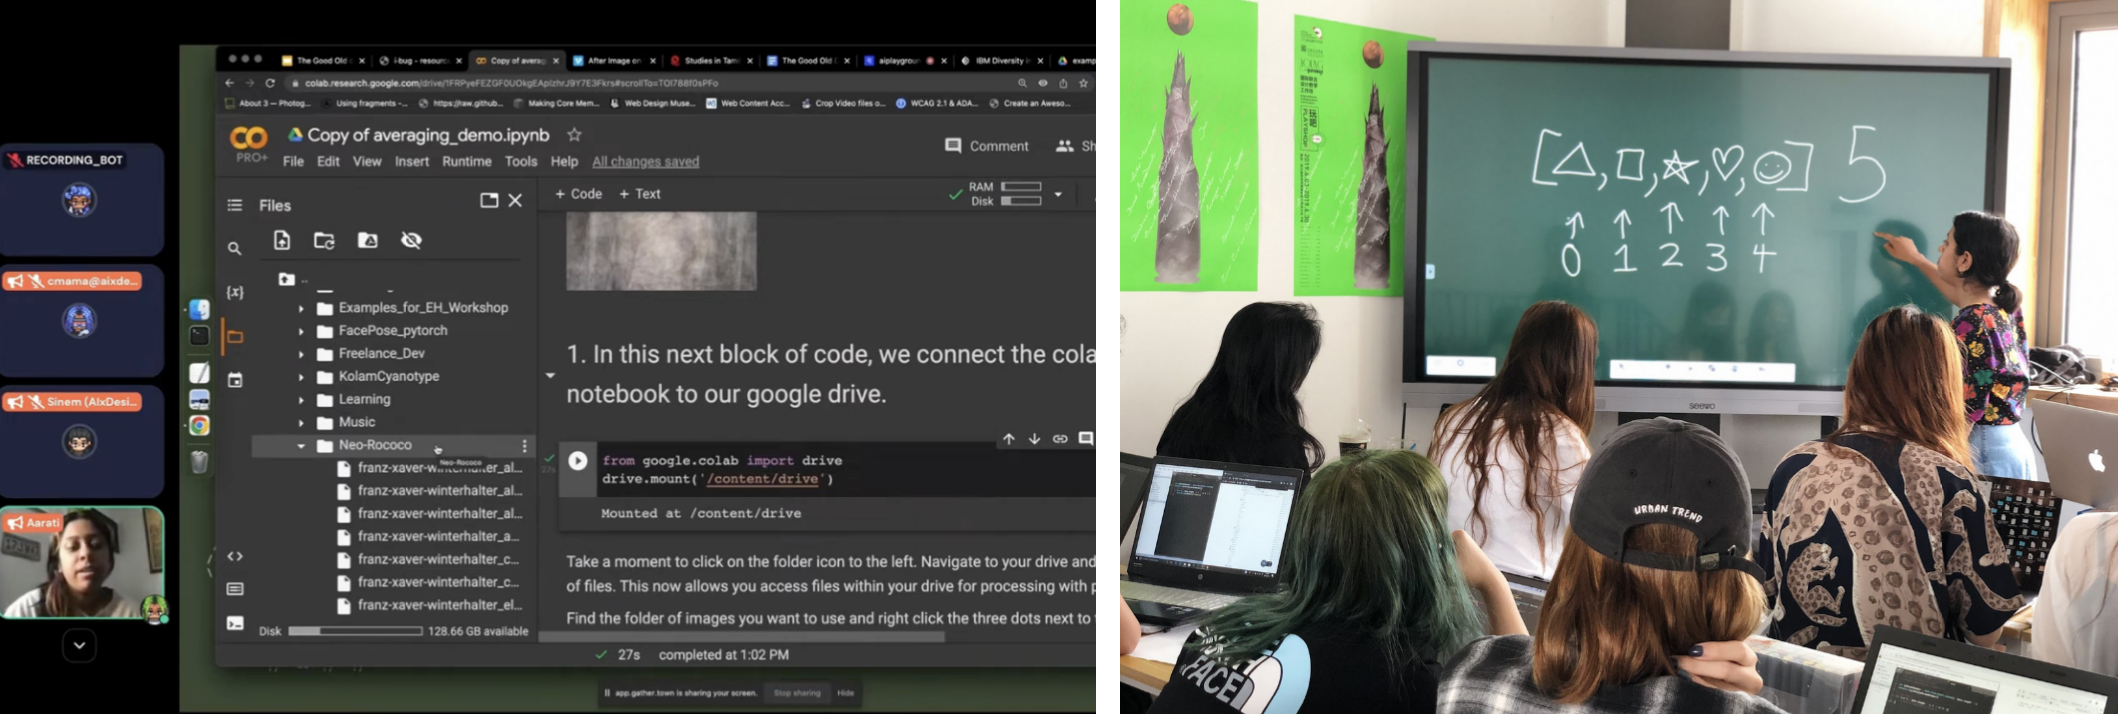 RECORDING_BOT
cmama@aixde...
Sinem (AIxDesi...
Aarati
The Good Old
i-bug - resourc
Copy of averag
After Image on
Studies in Tam
The Good Old
aiplaygroun
IBM Diversity
examp
colab.research.google.com/drive/
About 3 — Photog...
Using fragments -...
https://raw.github...
Making Core Mem...
Web Design Muse...
Web Content Acc...
Crop Video files o...
WCAG 2.1 & ADA...
Create an Aweso...
CO
PRO+
Copy of averaging_demo.ipynb
Comment
Sh
File Edit View Insert Runtime Tools Help All changes saved
Files
+ Code + Text
RAM
Disk
{x}
..
Examples_for_EH_Workshop
FacePose_pytorch
Freelance_Dev
KolamCyanotype
Learning
Music
Neo-Rococo
Neo-Rococo
franz-xaver-winterhalter_al...
franz-xaver-winterhalter_al...
franz-xaver-winterhalter_al...
franz-xaver-winterhalter_a...
franz-xaver-winterhalter_c...
franz-xaver-winterhalter_c...
franz-xaver-winterhalter_el...
Disk 128.66 GB available
1. In this next block of code, we connect the cola
notebook to our google drive.
from google.colab import drive
drive.mount('/content/drive')
Mounted at /content/drive
Take a moment to click on the folder icon to the left. Navigate to your drive and
of files. This now allows you access files within your drive for processing with p
Find the folder of images you want to use and right click the three dots next to
27s completed at 1:02 PM
app.gather.town is sharing your screen. Stop sharing Hide
[ , , , , ] 5
0 1 2 3 4
seewo
URBAN TREND
FACE